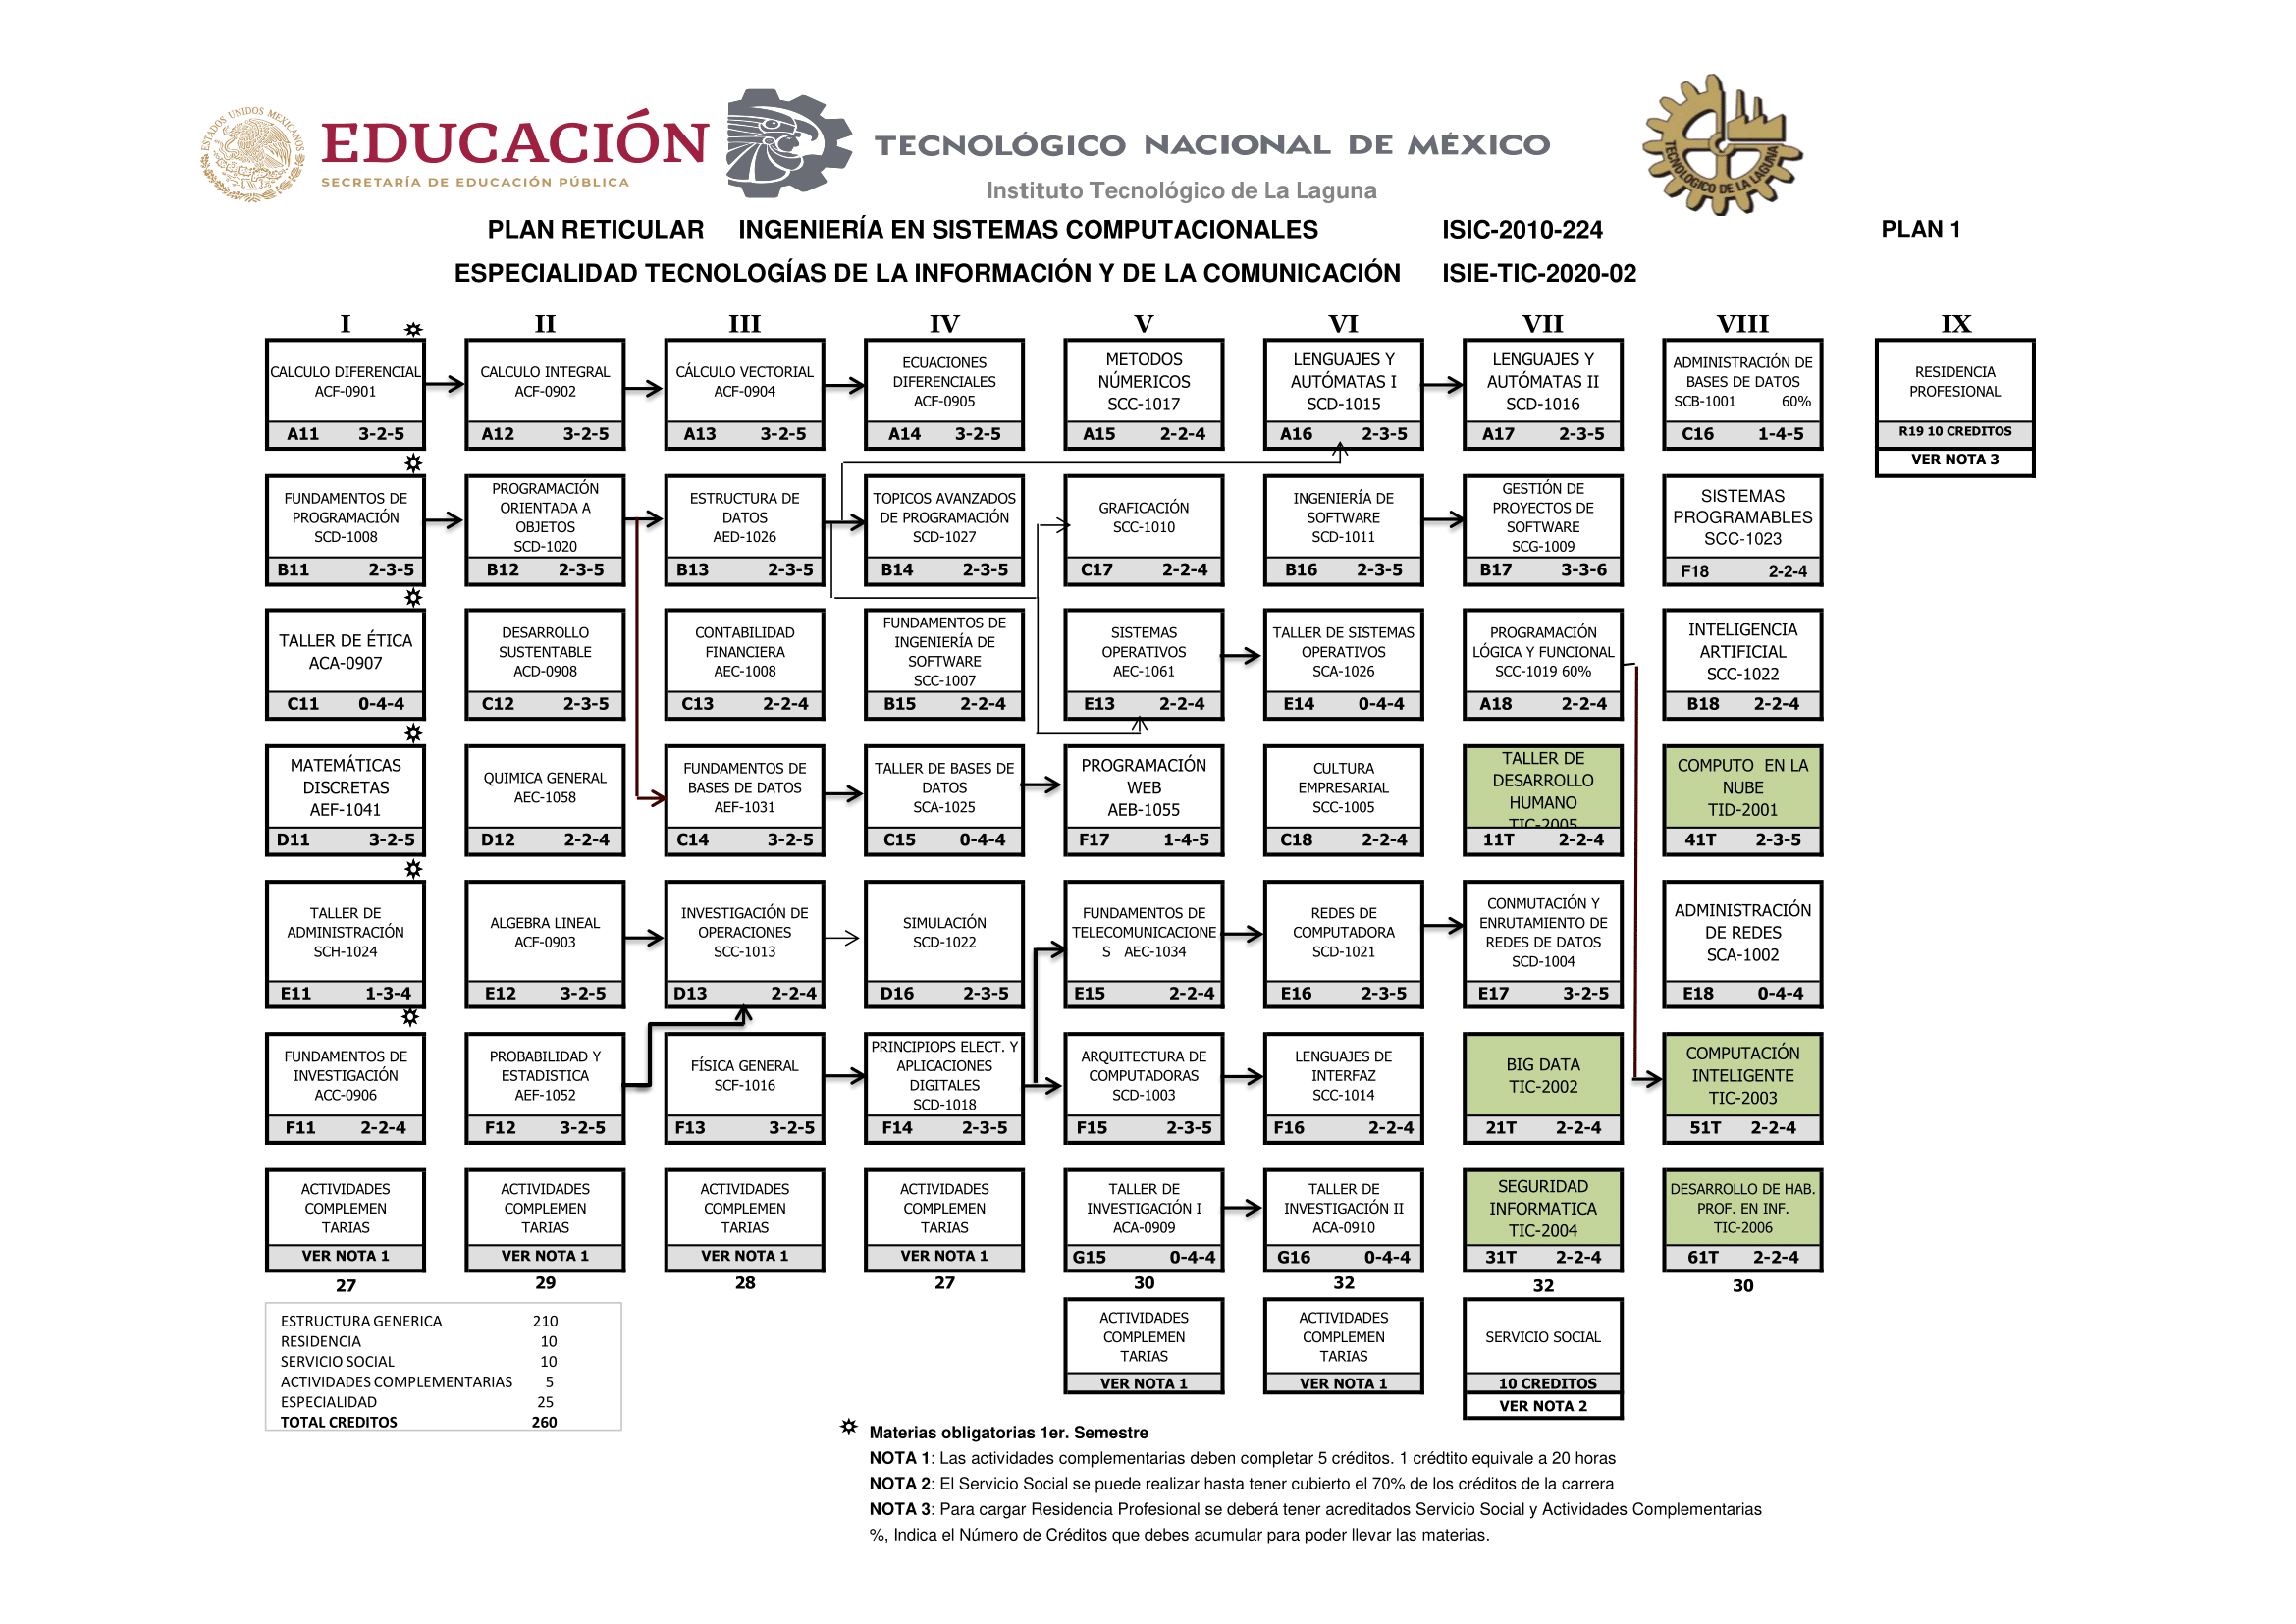 ESTADOS UNIDOS MEXICANOS
EDUCACIÓN
SECRETARÍA DE EDUCACIÓN PÚBLICA
TECNOLÓGICO NACIONAL DE MÉXICO
Instituto Tecnológico de La Laguna
TECNOLOGICO DE LA LAGUNA
PLAN RETICULAR INGENIERÍA EN SISTEMAS COMPUTACIONALES ISIC-2010-224 PLAN 1
ESPECIALIDAD TECNOLOGÍAS DE LA INFORMACIÓN Y DE LA COMUNICACIÓN ISIE-TIC-2020-02
I II III IV V VI VII VIII IX
CALCULO DIFERENCIAL
ACF-0901
A11 3-2-5
CALCULO INTEGRAL
ACF-0902
A12 3-2-5
CÁLCULO VECTORIAL
ACF-0904
A13 3-2-5
ECUACIONES
DIFERENCIALES
ACF-0905
A14 3-2-5
METODOS
NÚMERICOS
SCC-1017
A15 2-2-4
LENGUAJES Y
AUTÓMATAS I
SCD-1015
A16 2-3-5
LENGUAJES Y
AUTÓMATAS II
SCD-1016
A17 2-3-5
ADMINISTRACIÓN DE
BASES DE DATOS
SCB-1001 60%
C16 1-4-5
RESIDENCIA
PROFESIONAL
R19 10 CREDITOS
VER NOTA 3
FUNDAMENTOS DE
PROGRAMACIÓN
SCD-1008
B11 2-3-5
PROGRAMACIÓN
ORIENTADA A
OBJETOS
SCD-1020
B12 2-3-5
ESTRUCTURA DE
DATOS
AED-1026
B13 2-3-5
TOPICOS AVANZADOS
DE PROGRAMACIÓN
SCD-1027
B14 2-3-5
GRAFICACIÓN
SCC-1010
C17 2-2-4
INGENIERÍA DE
SOFTWARE
SCD-1011
B16 2-3-5
GESTIÓN DE
PROYECTOS DE
SOFTWARE
SCG-1009
B17 3-3-6
SISTEMAS
PROGRAMABLES
SCC-1023
F18 2-2-4
TALLER DE ÉTICA
ACA-0907
C11 0-4-4
DESARROLLO
SUSTENTABLE
ACD-0908
C12 2-3-5
CONTABILIDAD
FINANCIERA
AEC-1008
C13 2-2-4
FUNDAMENTOS DE
INGENIERÍA DE
SOFTWARE
SCC-1007
B15 2-2-4
SISTEMAS
OPERATIVOS
AEC-1061
E13 2-2-4
TALLER DE SISTEMAS
OPERATIVOS
SCA-1026
E14 0-4-4
PROGRAMACIÓN
LÓGICA Y FUNCIONAL
SCC-1019 60%
A18 2-2-4
INTELIGENCIA
ARTIFICIAL
SCC-1022
B18 2-2-4
MATEMÁTICAS
DISCRETAS
AEF-1041
D11 3-2-5
QUIMICA GENERAL
AEC-1058
D12 2-2-4
FUNDAMENTOS DE
BASES DE DATOS
AEF-1031
C14 3-2-5
TALLER DE BASES DE
DATOS
SCA-1025
C15 0-4-4
PROGRAMACIÓN
WEB
AEB-1055
F17 1-4-5
CULTURA
EMPRESARIAL
SCC-1005
C18 2-2-4
TALLER DE
DESARROLLO
HUMANO
TIC-2005
11T 2-2-4
COMPUTO EN LA
NUBE
TID-2001
41T 2-3-5
TALLER DE
ADMINISTRACIÓN
SCH-1024
E11 1-3-4
ALGEBRA LINEAL
ACF-0903
E12 3-2-5
INVESTIGACIÓN DE
OPERACIONES
SCC-1013
D13 2-2-4
SIMULACIÓN
SCD-1022
D16 2-3-5
FUNDAMENTOS DE
TELECOMUNICACIONE
S AEC-1034
E15 2-2-4
REDES DE
COMPUTADORA
SCD-1021
E16 2-3-5
CONMUTACIÓN Y
ENRUTAMIENTO DE
REDES DE DATOS
SCD-1004
E17 3-2-5
ADMINISTRACIÓN
DE REDES
SCA-1002
E18 0-4-4
FUNDAMENTOS DE
INVESTIGACIÓN
ACC-0906
F11 2-2-4
PROBABILIDAD Y
ESTADISTICA
AEF-1052
F12 3-2-5
FÍSICA GENERAL
SCF-1016
F13 3-2-5
PRINCIPIOPS ELECT. Y
APLICACIONES
DIGITALES
SCD-1018
F14 2-3-5
ARQUITECTURA DE
COMPUTADORAS
SCD-1003
F15 2-3-5
LENGUAJES DE
INTERFAZ
SCC-1014
F16 2-2-4
BIG DATA
TIC-2002
21T 2-2-4
COMPUTACIÓN
INTELIGENTE
TIC-2003
51T 2-2-4
ACTIVIDADES
COMPLEMEN
TARIAS
VER NOTA 1
ACTIVIDADES
COMPLEMEN
TARIAS
VER NOTA 1
ACTIVIDADES
COMPLEMEN
TARIAS
VER NOTA 1
ACTIVIDADES
COMPLEMEN
TARIAS
VER NOTA 1
TALLER DE
INVESTIGACIÓN I
ACA-0909
G15 0-4-4
TALLER DE
INVESTIGACIÓN II
ACA-0910
G16 0-4-4
SEGURIDAD
INFORMATICA
TIC-2004
31T 2-2-4
DESARROLLO DE HAB.
PROF. EN INF.
TIC-2006
61T 2-2-4
27 29 28 27 30 32 32 30
ACTIVIDADES
COMPLEMEN
TARIAS
VER NOTA 1
ACTIVIDADES
COMPLEMEN
TARIAS
VER NOTA 1
SERVICIO SOCIAL
10 CREDITOS
VER NOTA 2
ESTRUCTURA GENERICA 210
RESIDENCIA 10
SERVICIO SOCIAL 10
ACTIVIDADES COMPLEMENTARIAS 5
ESPECIALIDAD 25
TOTAL CREDITOS 260
Materias obligatorias 1er. Semestre
NOTA 1: Las actividades complementarias deben completar 5 créditos. 1 crédtito equivale a 20 horas
NOTA 2: El Servicio Social se puede realizar hasta tener cubierto el 70% de los créditos de la carrera
NOTA 3: Para cargar Residencia Profesional se deberá tener acreditados Servicio Social y Actividades Complementarias
%, Indica el Número de Créditos que debes acumular para poder llevar las materias.